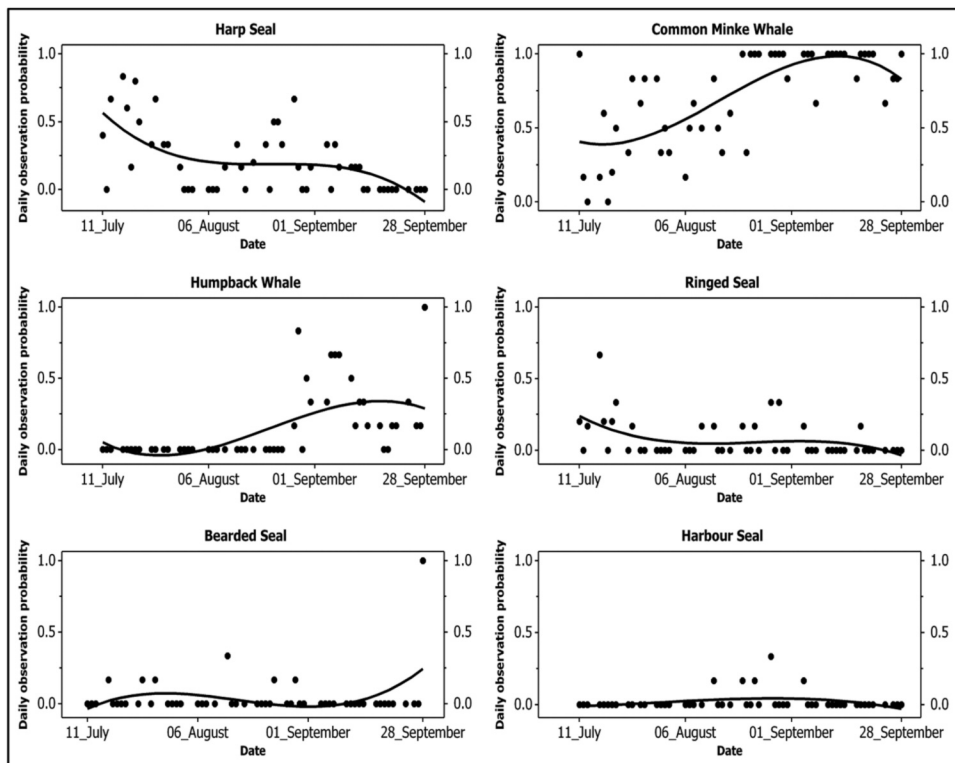 Harp Seal
Daily observation probability
1.0
0.5
0.0
1.0
0.5
0.0
11_July
06_August
01_September
28_September
Date
Common Minke Whale
Daily observation probability
1.0
0.5
0.0
1.0
0.5
0.0
11_July
06_August
01_September
28_September
Date
Humpback Whale
Daily observation probability
1.0
0.5
0.0
1.0
0.5
0.0
11_July
06_August
01_September
28_September
Date
Ringed Seal
Daily observation probability
1.0
0.5
0.0
1.0
0.5
0.0
11_July
06_August
01_September
28_September
Date
Bearded Seal
Daily observation probability
1.0
0.5
0.0
1.0
0.5
0.0
11_July
06_August
01_September
28_September
Date
Harbour Seal
Daily observation probability
1.0
0.5
0.0
1.0
0.5
0.0
11_July
06_August
01_September
28_September
Date